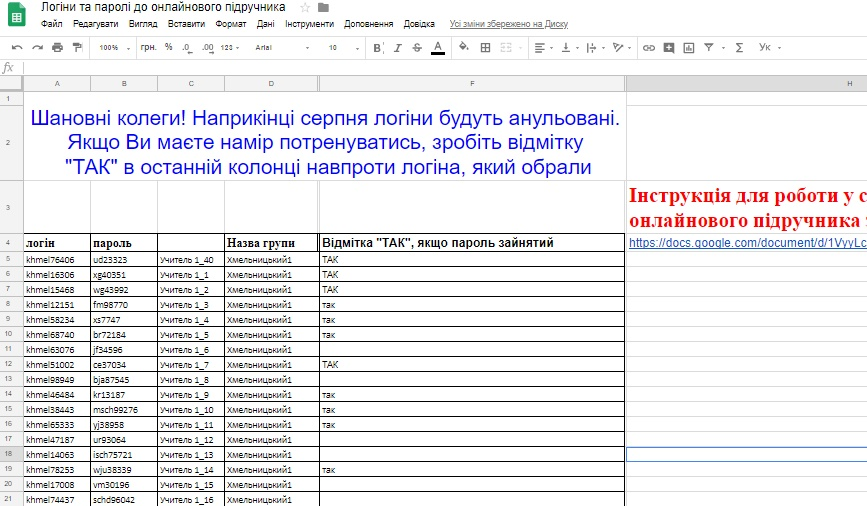 Логіни та паролі до онлайнового підручника
Файл Редагувати Вигляд Вставити Формат Дані Інструменти Доповнення Довідка Усі зміни збережено на Диску
100% грн. % .0 .00 123 Arial 10 B I S A Σ Ук
fx
A B C D F H
1
2 Шановні колеги! Наприкінці серпня логіни будуть анульовані.
Якщо Ви маєте намір потренуватись, зробіть відмітку
"ТАК" в останній колонці навпроти логіна, який обрали
3 Інструкція для роботи у с
онлайнового підручника
4 логін пароль Назва групи Відмітка "ТАК", якщо пароль зайнятий https://docs.google.com/document/d/1VyyLc
5 khmel76406 ud23323 Учитель 1_40 Хмельницький1 ТАК
6 khmel16306 xg40351 Учитель 1_1 Хмельницький1 ТАК
7 khmel15468 wg43992 Учитель 1_2 Хмельницький1 ТАК
8 khmel12151 fm98770 Учитель 1_3 Хмельницький1 так
9 khmel58234 xs7747 Учитель 1_4 Хмельницький1 так
10 khmel68740 br72184 Учитель 1_5 Хмельницький1 так
11 khmel63076 jf34596 Учитель 1_6 Хмельницький1
12 khmel51002 ce37034 Учитель 1_7 Хмельницький1 ТАК
13 khmel98949 bja87545 Учитель 1_8 Хмельницький1
14 khmel46484 kr13187 Учитель 1_9 Хмельницький1 так
15 khmel38443 msch99276 Учитель 1_10 Хмельницький1 так
16 khmel65333 yj38958 Учитель 1_11 Хмельницький1 так
17 khmel47187 ur93064 Учитель 1_12 Хмельницький1
18 khmel14063 isch75721 Учитель 1_13 Хмельницький1
19 khmel78253 wju38339 Учитель 1_14 Хмельницький1 так
20 khmel17008 vm30196 Учитель 1_15 Хмельницький1
21 khmel74437 schd96042 Учитель 1_16 Хмельницький1